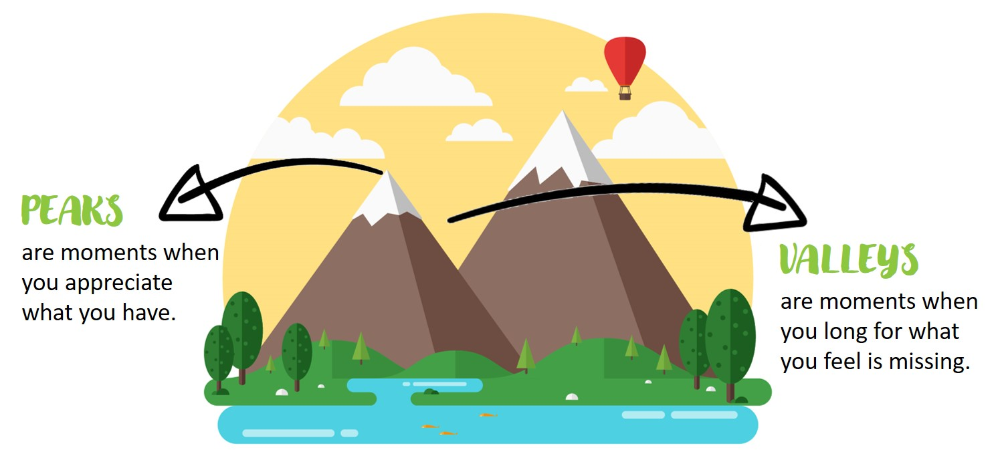 PEAKS
are moments when
you appreciate
what you have.
VALLEYS
are moments when
you long for what
you feel is missing.